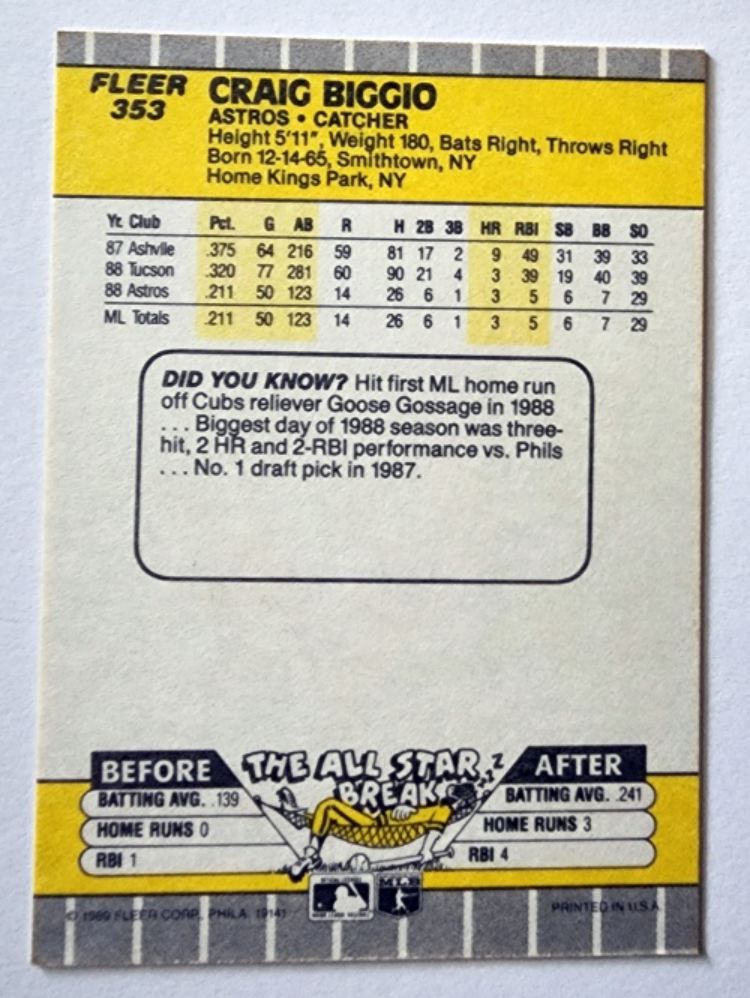 FLEER
353
CRAIG BIGGIO
ASTROS • CATCHER
Height 5'11", Weight 180, Bats Right, Throws Right
Born 12-14-65, Smithtown, NY
Home Kings Park, NY
Yr. Club Pct. G AB R H 2B 3B HR RBI SB BB SO
87 Ashvlle .375 64 216 59 81 17 2 9 49 31 39 33
88 Tucson .320 77 281 60 90 21 4 3 39 19 40 39
88 Astros .211 50 123 14 26 6 1 3 5 6 7 29
ML Totals .211 50 123 14 26 6 1 3 5 6 7 29
DID YOU KNOW? Hit first ML home run
off Cubs reliever Goose Gossage in 1988
... Biggest day of 1988 season was three-
hit, 2 HR and 2-RBI performance vs. Phils
... No. 1 draft pick in 1987.
BEFORE THE ALL STAR BREAK AFTER
BATTING AVG. .139
HOME RUNS 0
RBI 1
BATTING AVG. .241
HOME RUNS 3
RBI 4
ZZZ
MLB
© 1989 FLEER CORP., PHILA. 19141
PRINTED IN U.S.A.